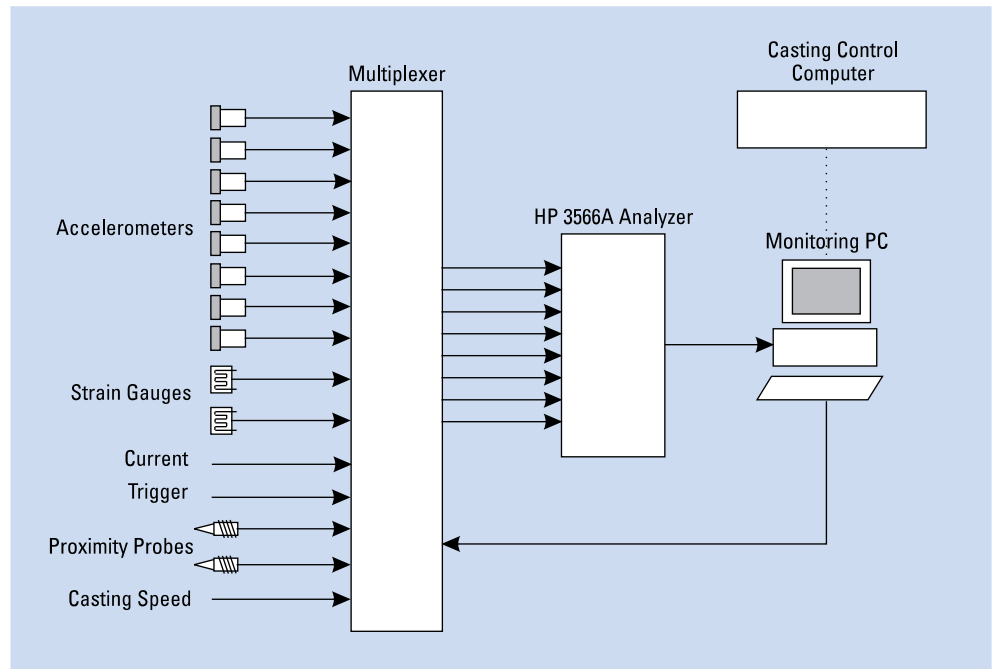 Casting Control
Computer
Multiplexer
HP 3566A Analyzer
Accelerometers
Monitoring PC
Strain Gauges
Current
Trigger
Proximity Probes
Casting Speed